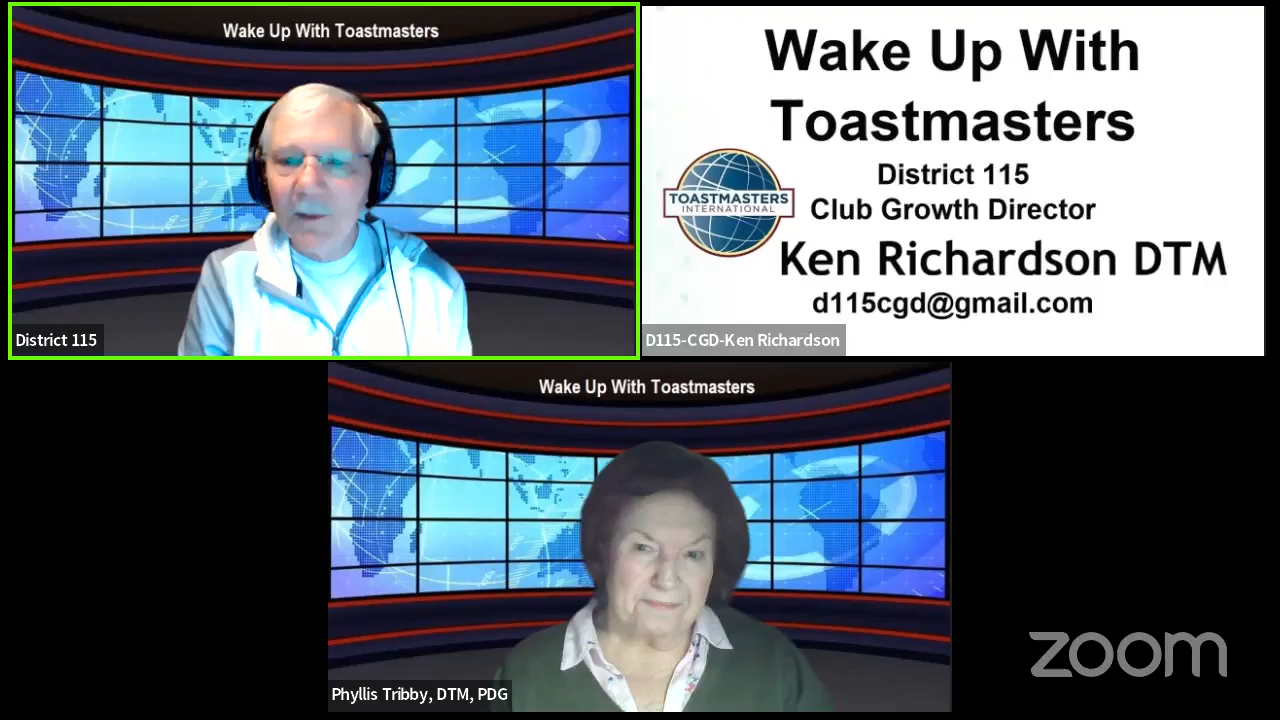 Wake Up With Toastmasters
District 115
Wake Up With
Toastmasters
District 115
TOASTMASTERS
INTERNATIONAL
Club Growth Director
Ken Richardson DTM
d115cgd@gmail.com
D115-CGD-Ken Richardson
Wake Up With Toastmasters
Phyllis Tribby, DTM, PDG
zoom